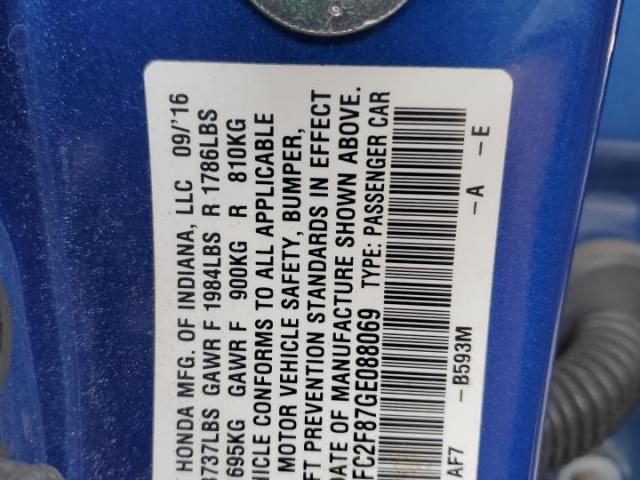 HONDA MFG. OF INDIANA, LLC 09/'16
3737LBS GAWR F 1984LBS R 1786LBS
695KG GAWR F 900KG R 810KG
HICLE CONFORMS TO ALL APPLICABLE
MOTOR VEHICLE SAFETY, BUMPER,
FT PREVENTION STANDARDS IN EFFECT
DATE OF MANUFACTURE SHOWN ABOVE.
FC2F87GE088069 TYPE: PASSENGER CAR
AF7 -B593M -A -E